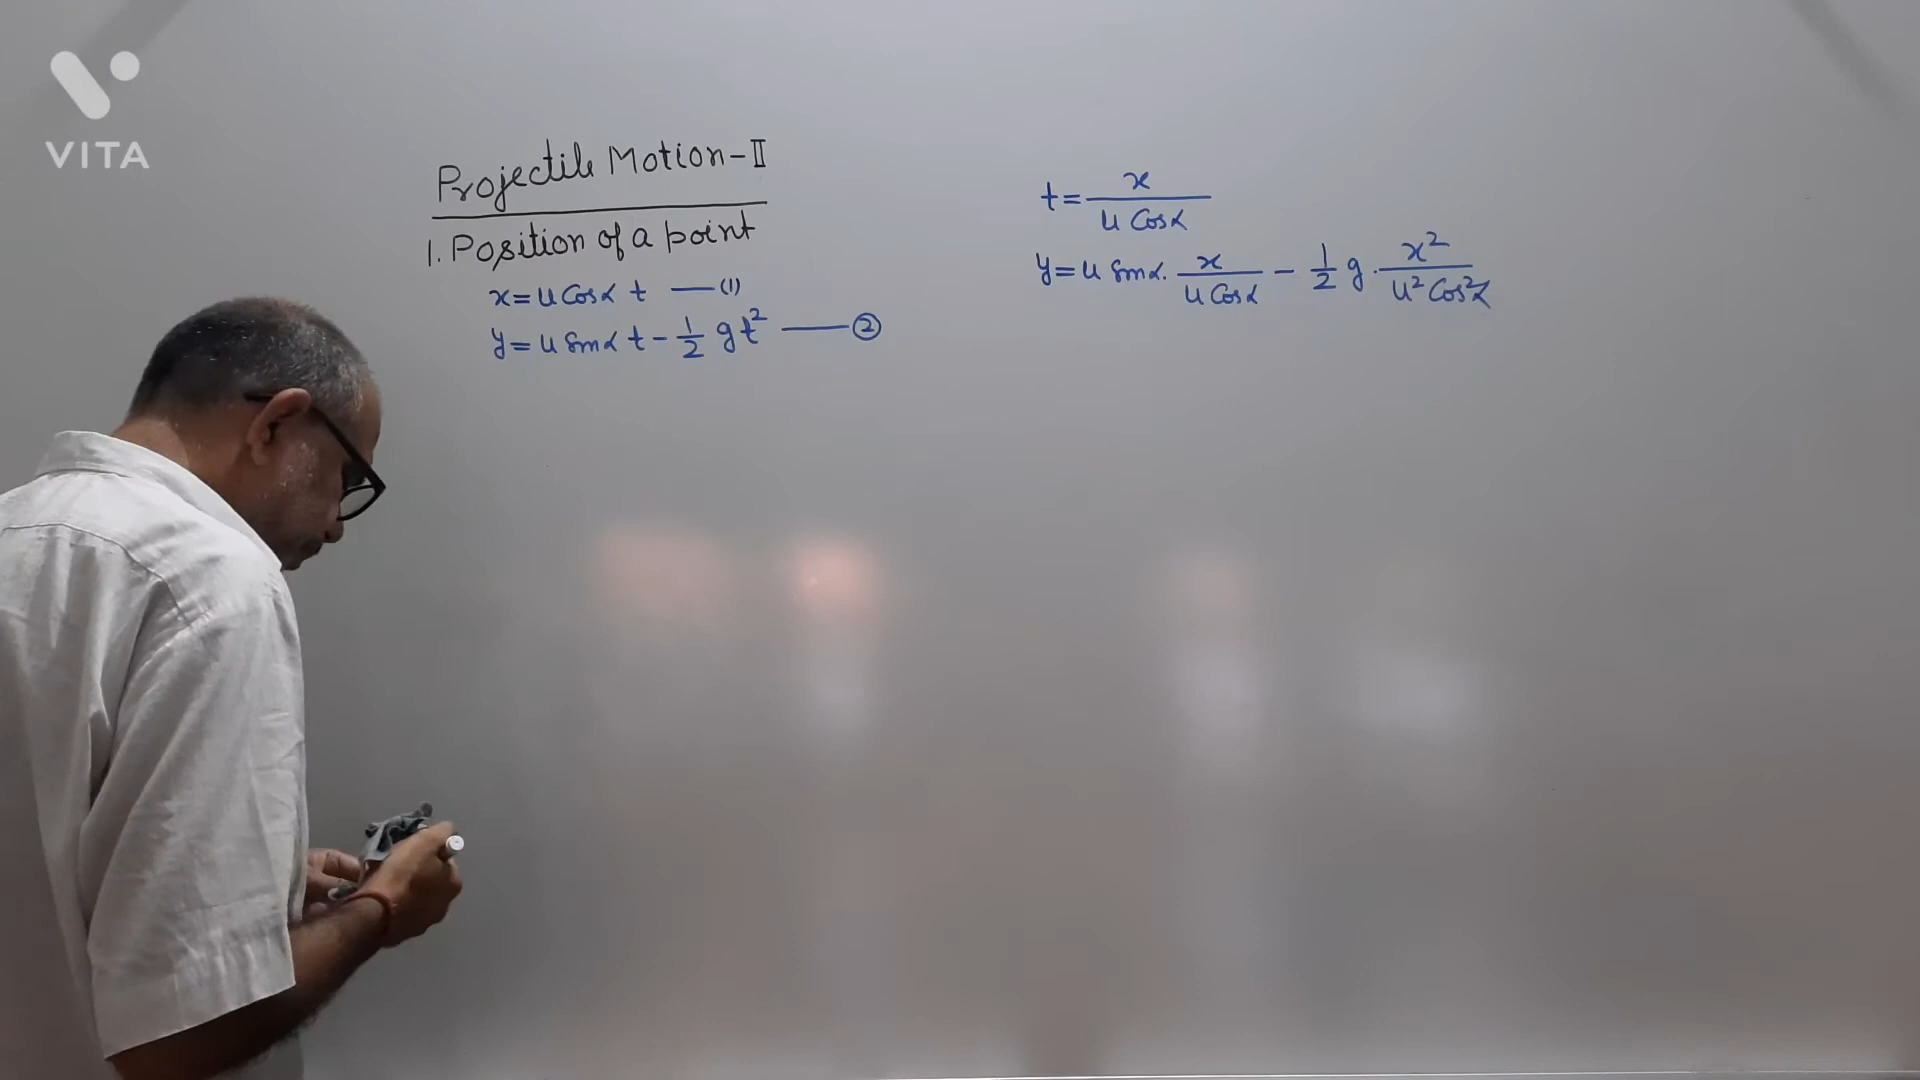 VITA
Projectile Motion-II
1. Position of a point
x = u Cosα t —(1)
y = u Sinα t - 1/2 gt² —②
t = x / u Cosα
y = u Sinα. x / u Cosα - 1/2 g. x² / u² Cos²α